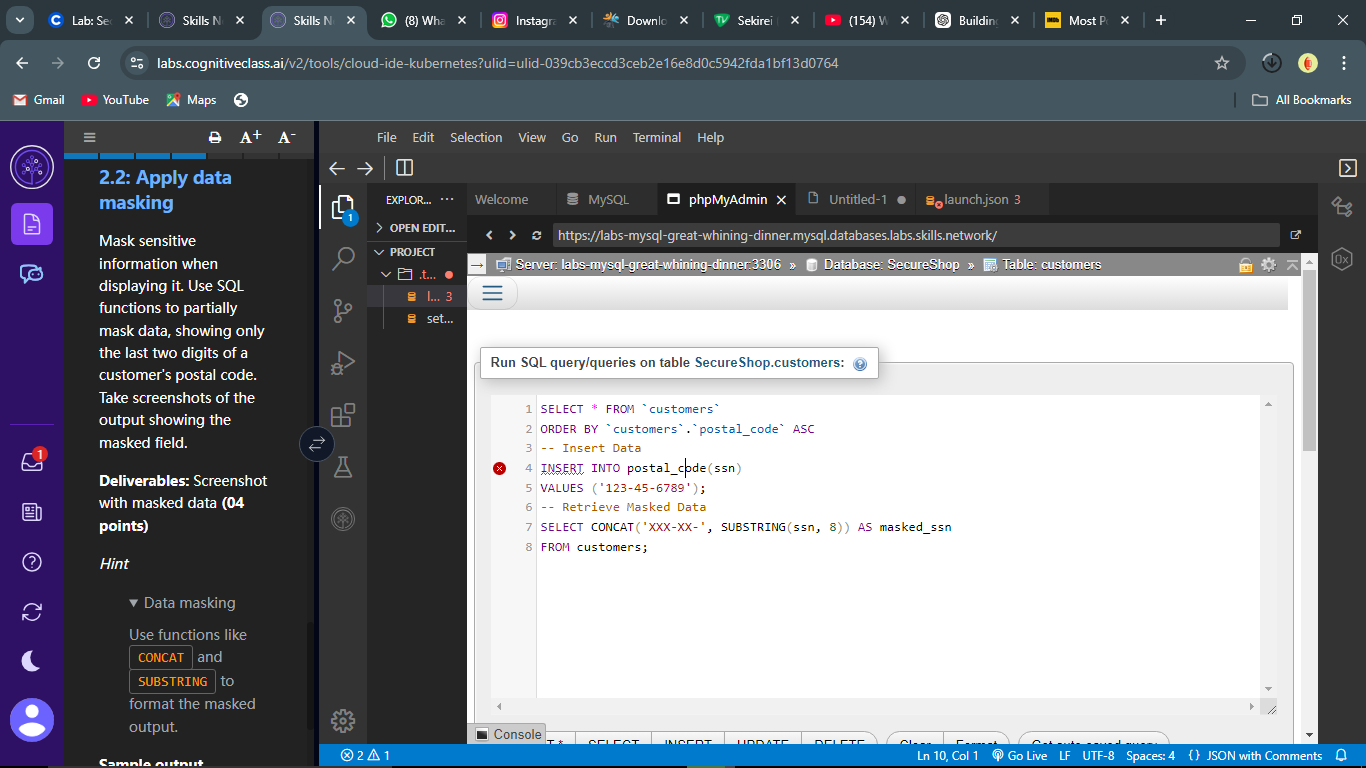 Lab: Se
Skills N
Skills N
(8) Wha
Instagra
Downlo
Sekirei
(154) W
Building
Most P
labs.cognitiveclass.ai/v2/tools/cloud-ide-kubernetes?ulid=ulid-039cb3eccd3ceb2e16e8d0c5942fda1bf13d0764
Gmail
YouTube
Maps
All Bookmarks
A+ A-
2.2: Apply data
masking
Mask sensitive
information when
displaying it. Use SQL
functions to partially
mask data, showing only
the last two digits of a
customer's postal code.
Take screenshots of the
output showing the
masked field.
Deliverables: Screenshot
with masked data (04
points)
Hint
▼ Data masking
Use functions like
CONCAT and
SUBSTRING to
format the masked
output.
Sample output
1
File Edit Selection View Go Run Terminal Help
1
EXPLOR... ···
OPEN EDIT...
PROJECT
.t...
l... 3
set...
Welcome
MySQL
phpMyAdmin
Untitled-1
launch.json 3
https://labs-mysql-great-whining-dinner.mysql.databases.labs.skills.network/
Server: labs-mysql-great-whining-dinner:3306 » Database: SecureShop » Table: customers
Run SQL query/queries on table SecureShop.customers:
1 SELECT * FROM `customers`
2 ORDER BY `customers`.`postal_code` ASC
3 -- Insert Data
4 INSERT INTO postal_code(ssn)
5 VALUES ('123-45-6789');
6 -- Retrieve Masked Data
7 SELECT CONCAT('XXX-XX-', SUBSTRING(ssn, 8)) AS masked_ssn
8 FROM customers;
Console
SELECT
INSERT
UPDATE
DELETE
Clear
Format
Get auto-saved query
0x
2 1
Ln 10, Col 1
Go Live
LF
UTF-8
Spaces: 4
{ } JSON with Comments